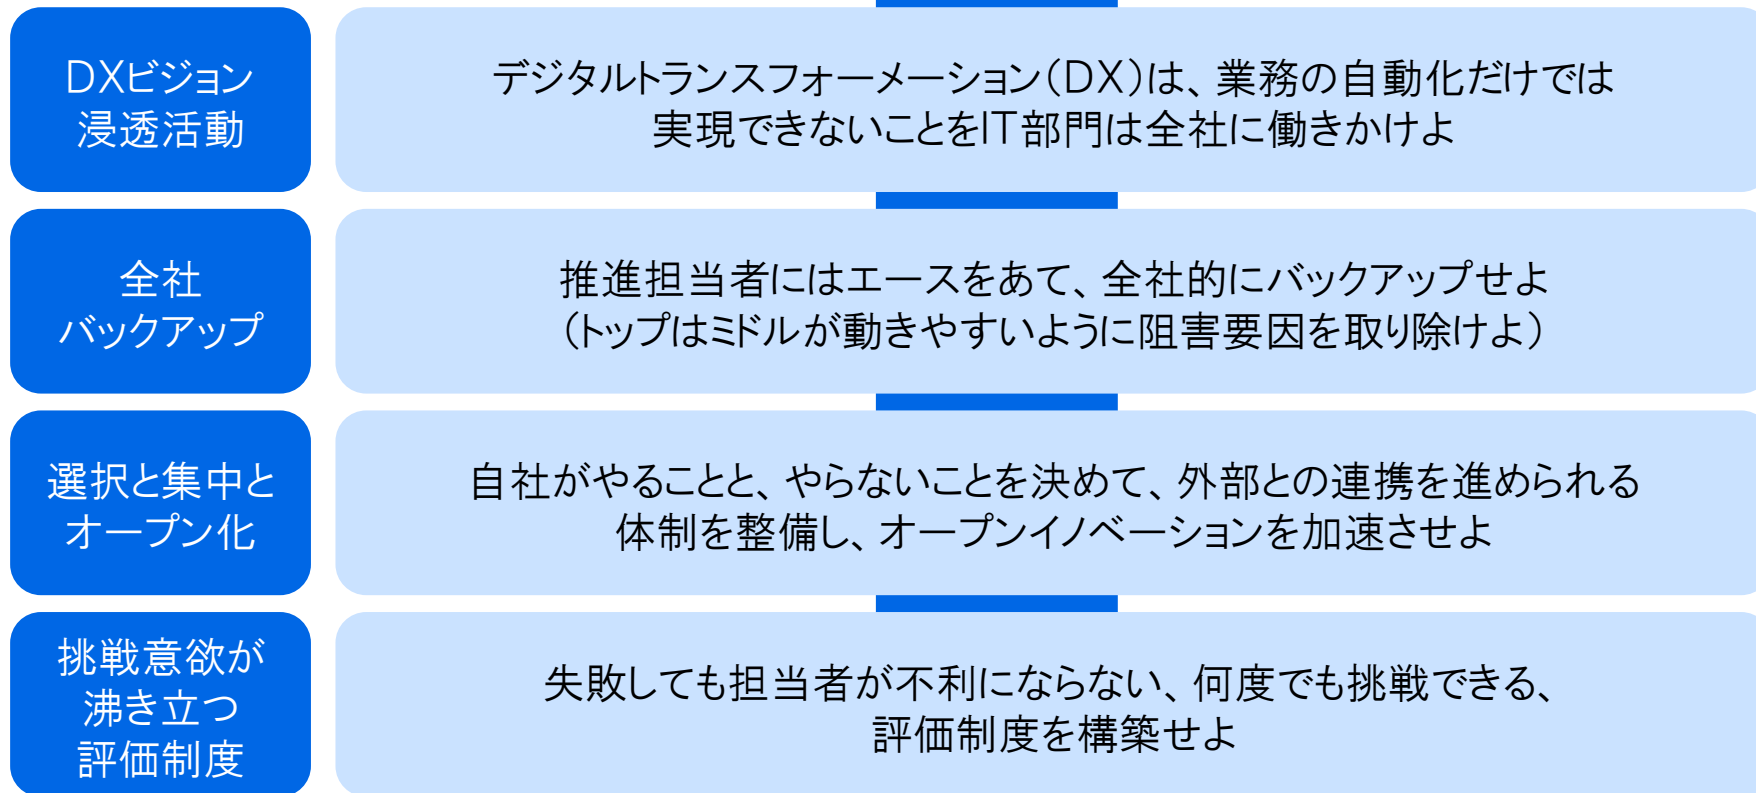 DXビジョン
浸透活動
デジタルトランスフォーメーション（DX）は、業務の自動化だけでは
実現できないことをIT部門は全社に働きかけよ
全社
バックアップ
推進担当者にはエースをあて、全社的にバックアップせよ
（トップはミドルが動きやすいように阻害要因を取り除けよ）
選択と集中と
オープン化
自社がやることと、やらないことを決めて、外部との連携を進められる
体制を整備し、オープンイノベーションを加速させよ
挑戦意欲が
沸き立つ
評価制度
失敗しても担当者が不利にならない、何度でも挑戦できる、
評価制度を構築せよ